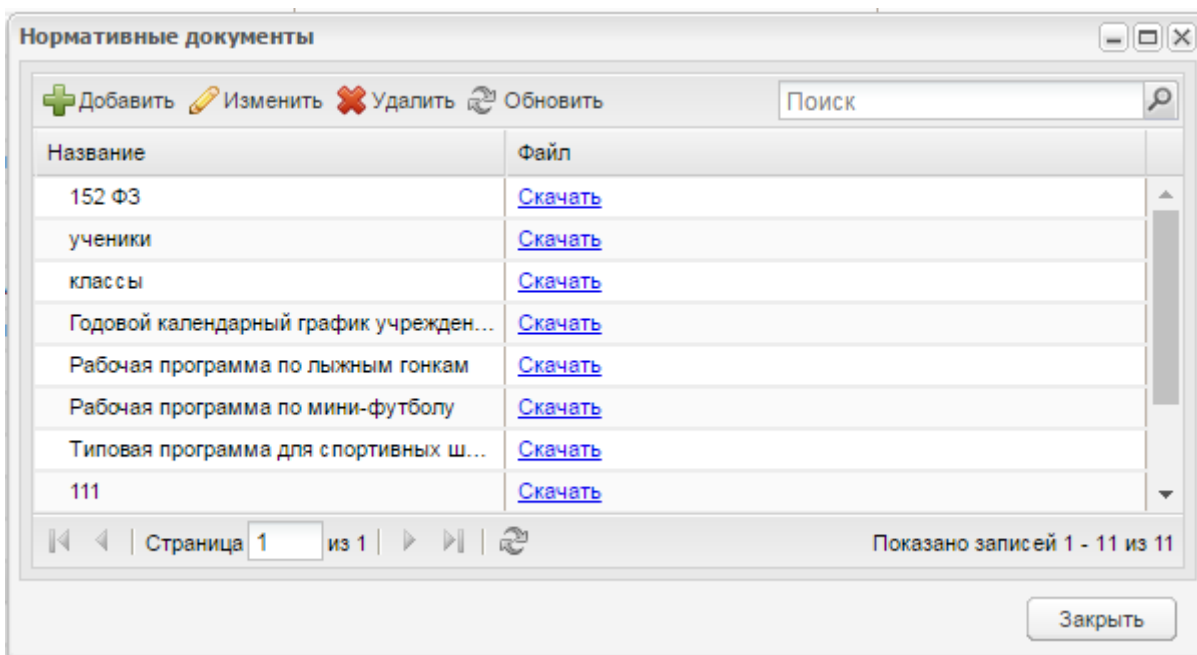 Нормативные документы
Добавить Изменить Удалить Обновить Поиск
Название Файл
152 ФЗ Скачать
ученики Скачать
классы Скачать
Годовой календарный график учрежден... Скачать
Рабочая программа по лыжным гонкам Скачать
Рабочая программа по мини-футболу Скачать
Типовая программа для спортивных ш... Скачать
111 Скачать
Страница 1 из 1 Показано записей 1 - 11 из 11
Закрыть